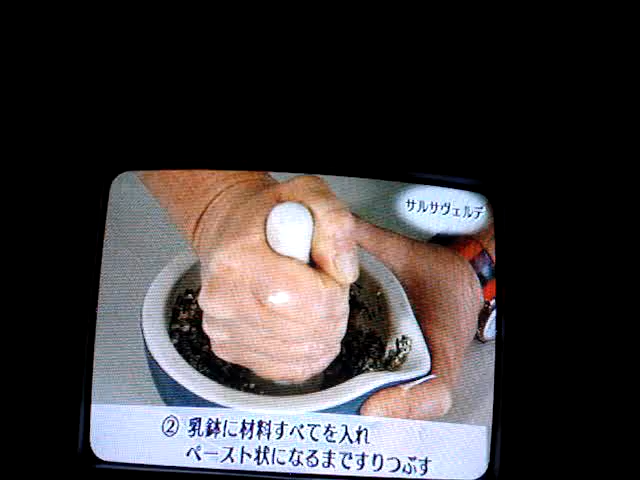 サルサヴェルデ
② 乳鉢に材料すべてを入れ
ペースト状になるまですりつぶす